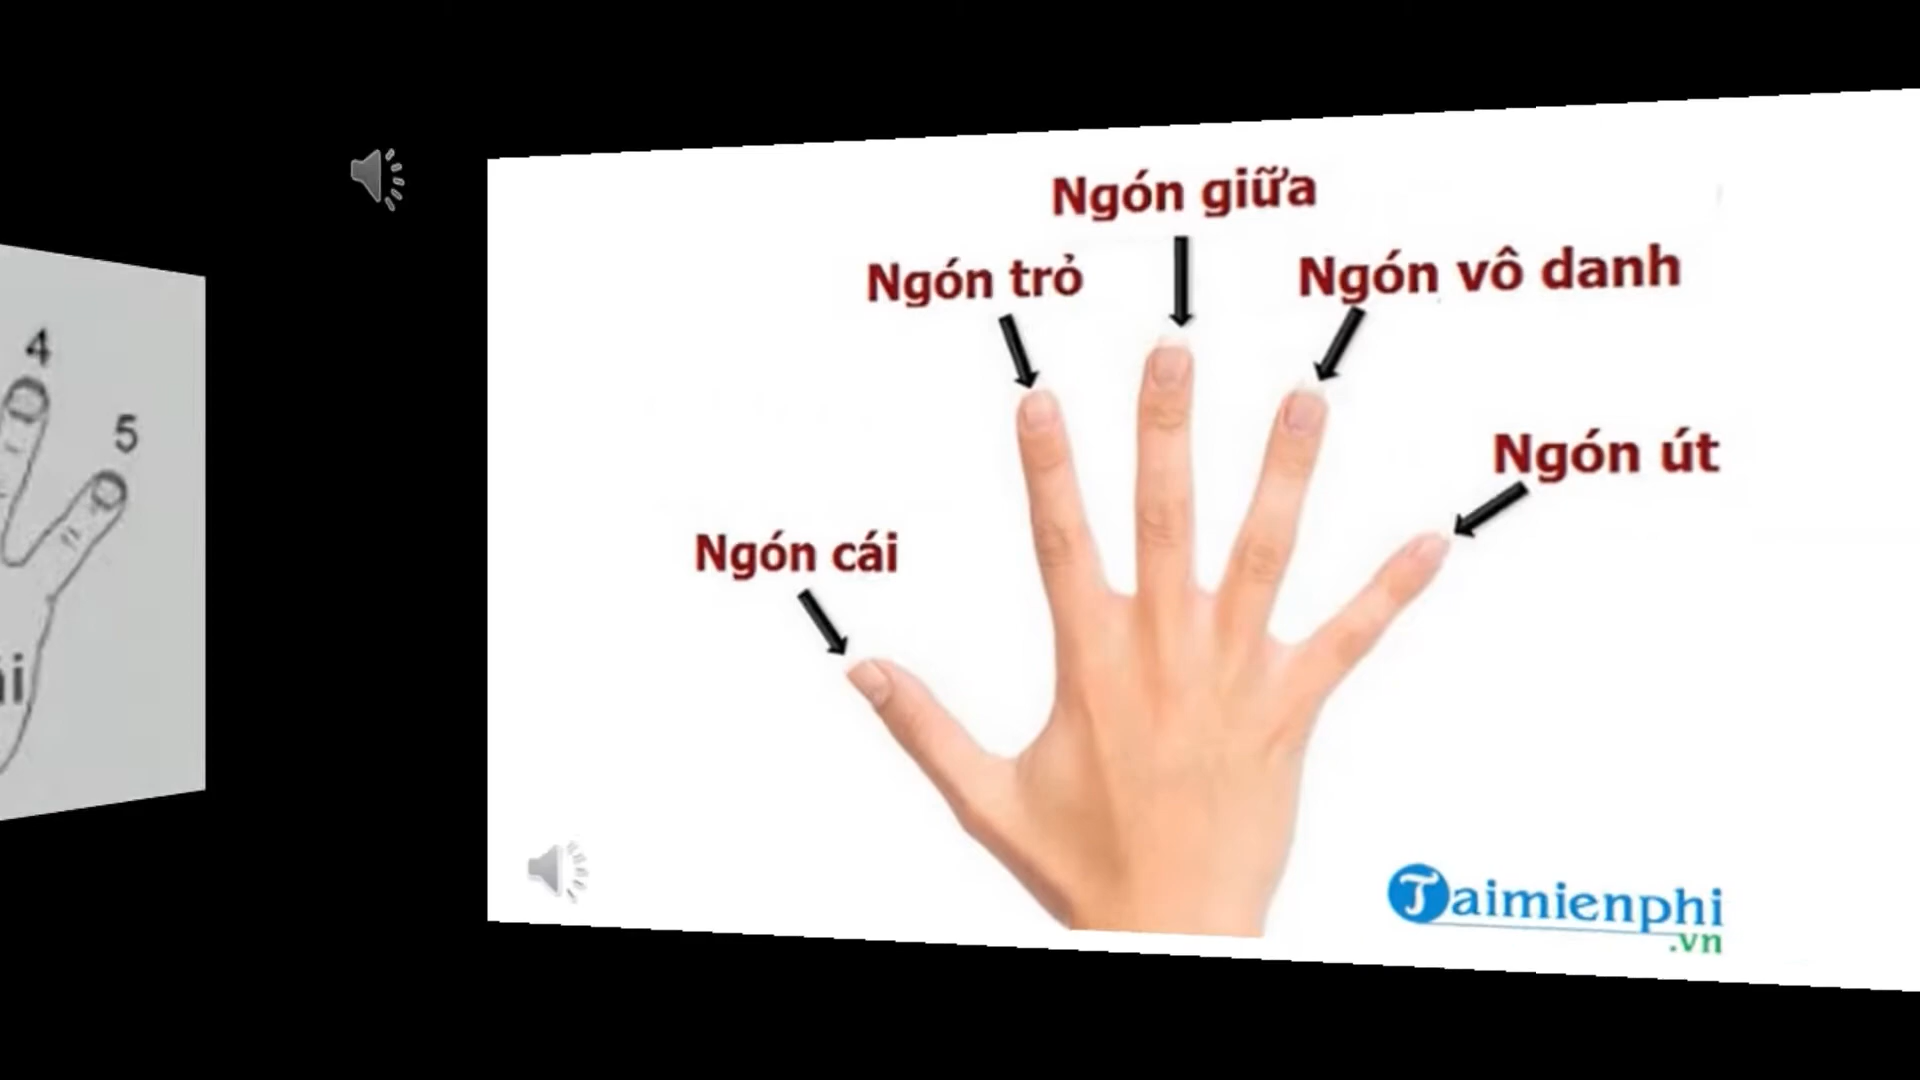 4
5
Ngón giữa
Ngón trỏ
Ngón vô danh
Ngón út
Ngón cái
Taimienphi
.vn